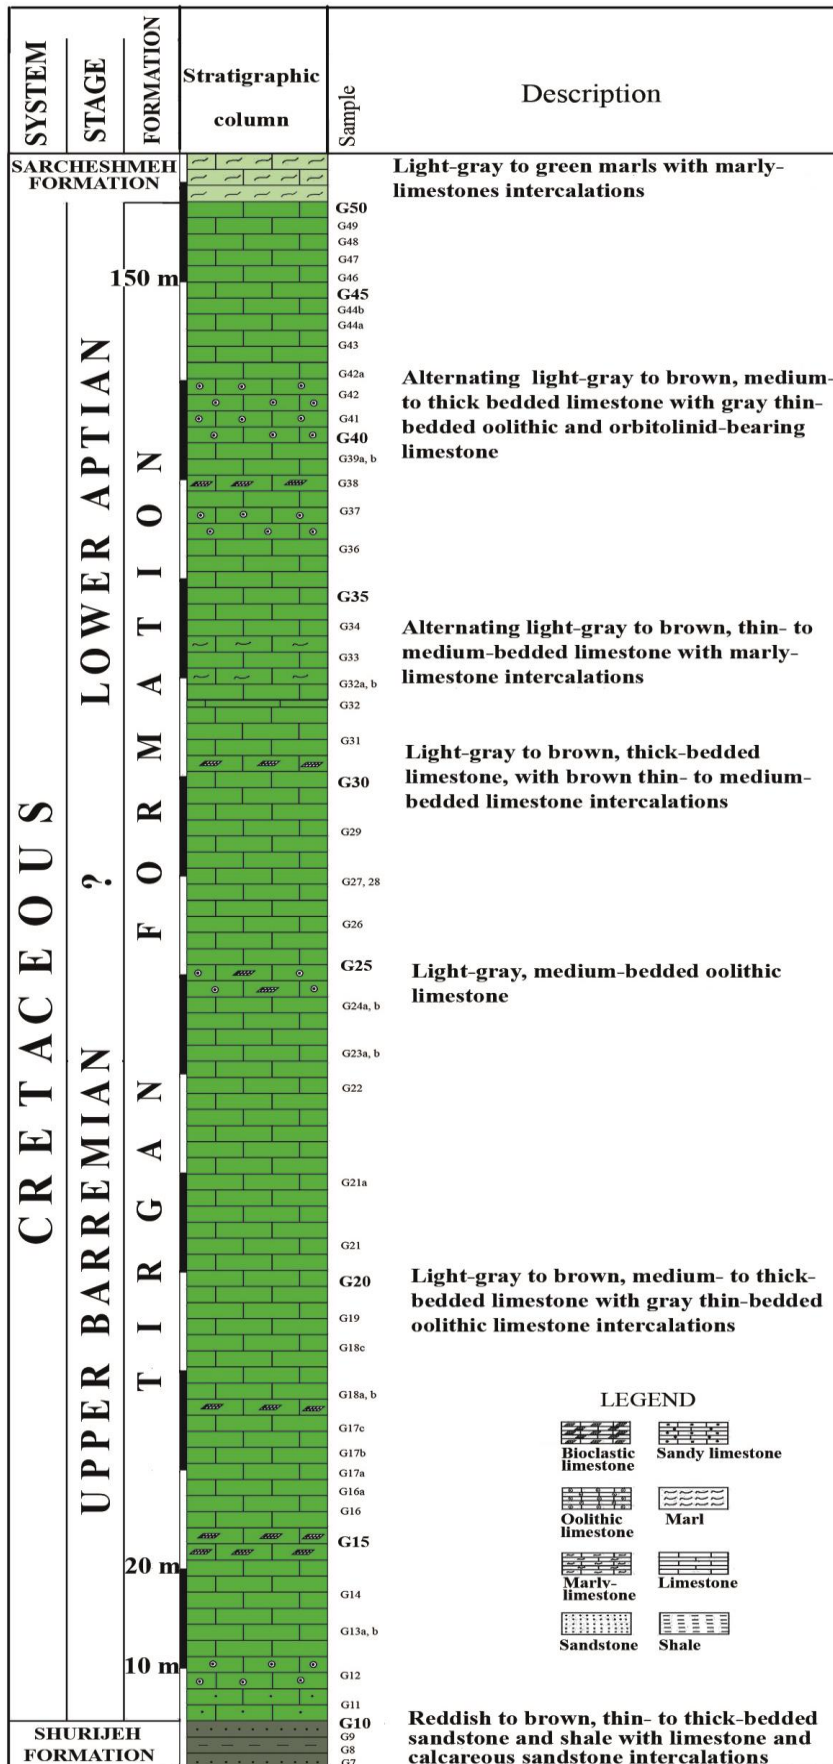 SYSTEM
STAGE
FORMATION
Stratigraphic
column
Sample
Description
SARCHESHMEH
FORMATION
Light-gray to green marls with marly-
limestones intercalations
G50
G49
G48
G47
150 m
G46
G45
G44b
G44a
G43
G42a
Alternating light-gray to brown, medium-
to thick bedded limestone with gray thin-
bedded oolithic and orbitolinid-bearing
limestone
G42
G41
G40
G39a, b
G38
G37
G36
G35
G34
G33
G32a, b
Alternating light-gray to brown, thin- to
medium-bedded limestone with marly-
limestone intercalations
G32
G31
G30
Light-gray to brown, thick-bedded
limestone, with brown thin- to medium-
bedded limestone intercalations
G29
G27, 28
G26
G25
Light-gray, medium-bedded oolithic
limestone
G24a, b
G23a, b
G22
G21a
G21
G20
Light-gray to brown, medium- to thick-
bedded limestone with gray thin-bedded
oolithic limestone intercalations
G19
G18c
G18a, b
G17c
G17b
G17a
G16a
G16
G15
20 m
G14
G13a, b
10 m
G12
G11
G10
G9
G8
G7
CRETACEOUS
LOWER APTIAN
?
UPPER BARREMIAN
TIRGAN FORMATION
LEGEND
Bioclastic
limestone
Sandy limestone
Oolithic
limestone
Marl
Marly-
limestone
Limestone
Sandstone
Shale
SHURIJEH
FORMATION
Reddish to brown, thin- to thick-bedded
sandstone and shale with limestone and
calcareous sandstone intercalations